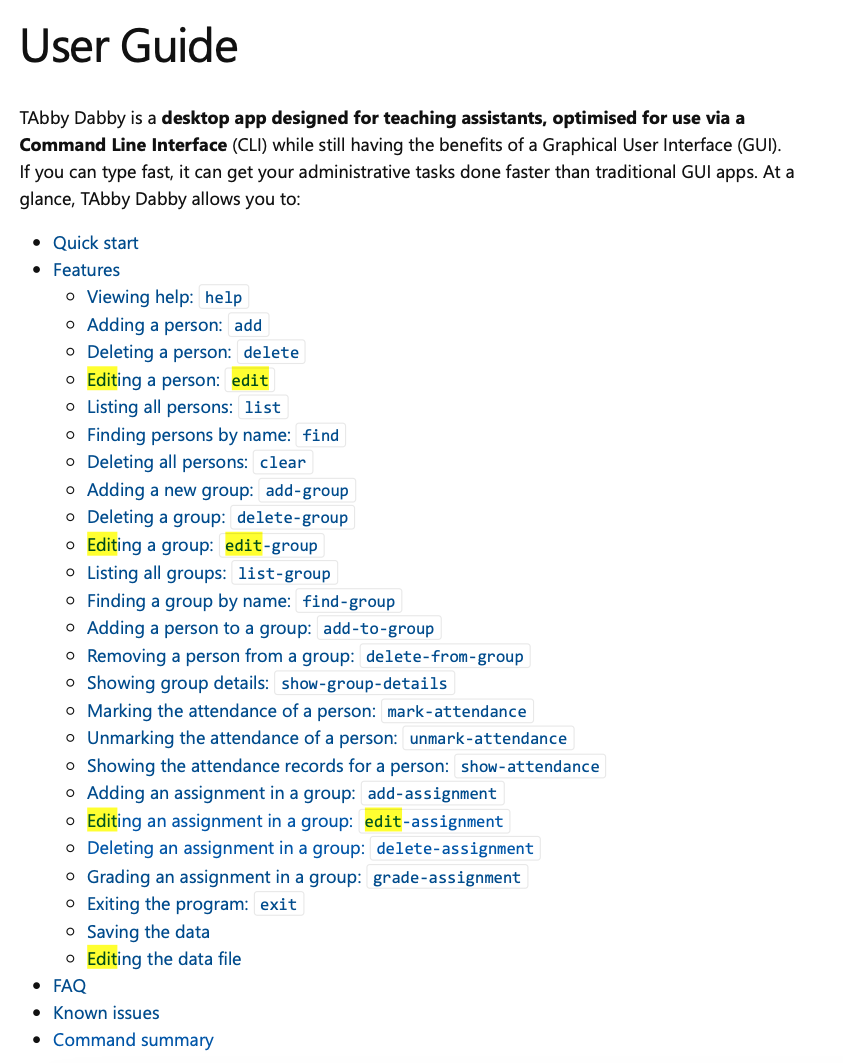 User Guide
TAbby Dabby is a desktop app designed for teaching assistants, optimised for use via a
Command Line Interface (CLI) while still having the benefits of a Graphical User Interface (GUI).
If you can type fast, it can get your administrative tasks done faster than traditional GUI apps. At a
glance, TAbby Dabby allows you to:
Quick start
Features
Viewing help: help
Adding a person: add
Deleting a person: delete
Editing a person: edit
Listing all persons: list
Finding persons by name: find
Deleting all persons: clear
Adding a new group: add-group
Deleting a group: delete-group
Editing a group: edit-group
Listing all groups: list-group
Finding a group by name: find-group
Adding a person to a group: add-to-group
Removing a person from a group: delete-from-group
Showing group details: show-group-details
Marking the attendance of a person: mark-attendance
Unmarking the attendance of a person: unmark-attendance
Showing the attendance records for a person: show-attendance
Adding an assignment in a group: add-assignment
Editing an assignment in a group: edit-assignment
Deleting an assignment in a group: delete-assignment
Grading an assignment in a group: grade-assignment
Exiting the program: exit
Saving the data
Editing the data file
FAQ
Known issues
Command summary